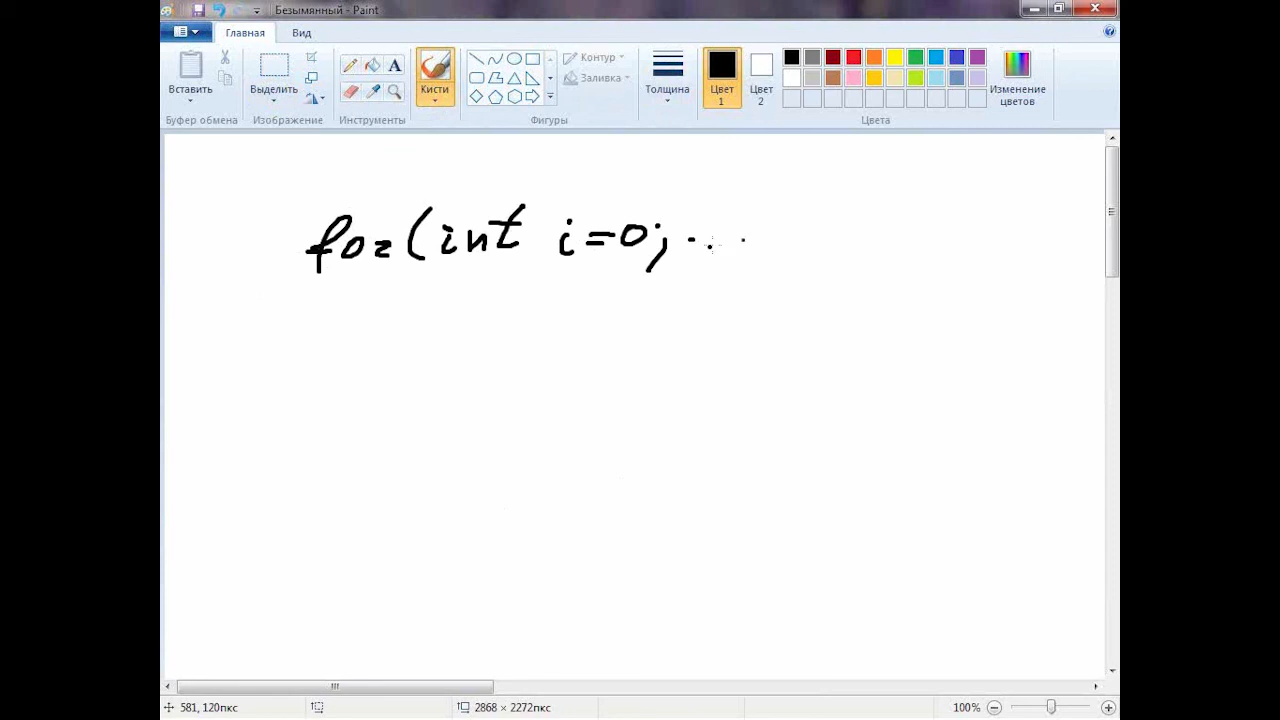 Безымянный - Paint
Главная Вид
Вставить Выделить Кисти Контур Заливка Толщина Цвет 1 Цвет 2 Изменение цветов
Буфер обмена Изображение Инструменты Фигуры Цвета
for(int i=0; ...
581, 120пкс 2868 × 2272пкс 100%